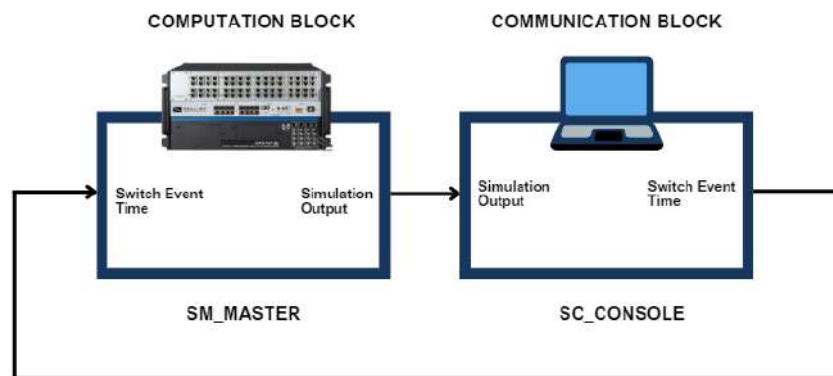 COMPUTATION BLOCK
COMMUNICATION BLOCK
Switch Event
Time
Simulation
Output
Simulation
Output
Switch Event
Time
SM_MASTER
SC_CONSOLE